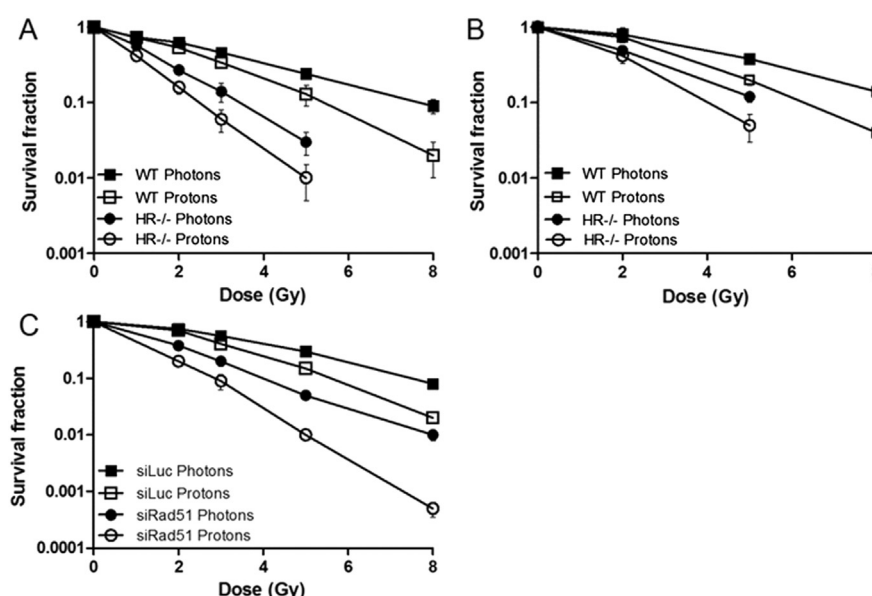 A
B
1
0.1
0.01
0.001
Survival fraction
WT Photons
WT Protons
HR-/- Photons
HR-/- Protons
0 2 4 6 8
Dose (Gy)
1
0.1
0.01
0.001
Survival fraction
WT Photons
WT Protons
HR-/- Photons
HR-/- Protons
0 2 4 6
Dose (Gy)
C
1
0.1
0.01
0.001
0.0001
Survival fraction
siLuc Photons
siLuc Protons
siRad51 Photons
siRad51 Protons
0 2 4 6 8
Dose (Gy)